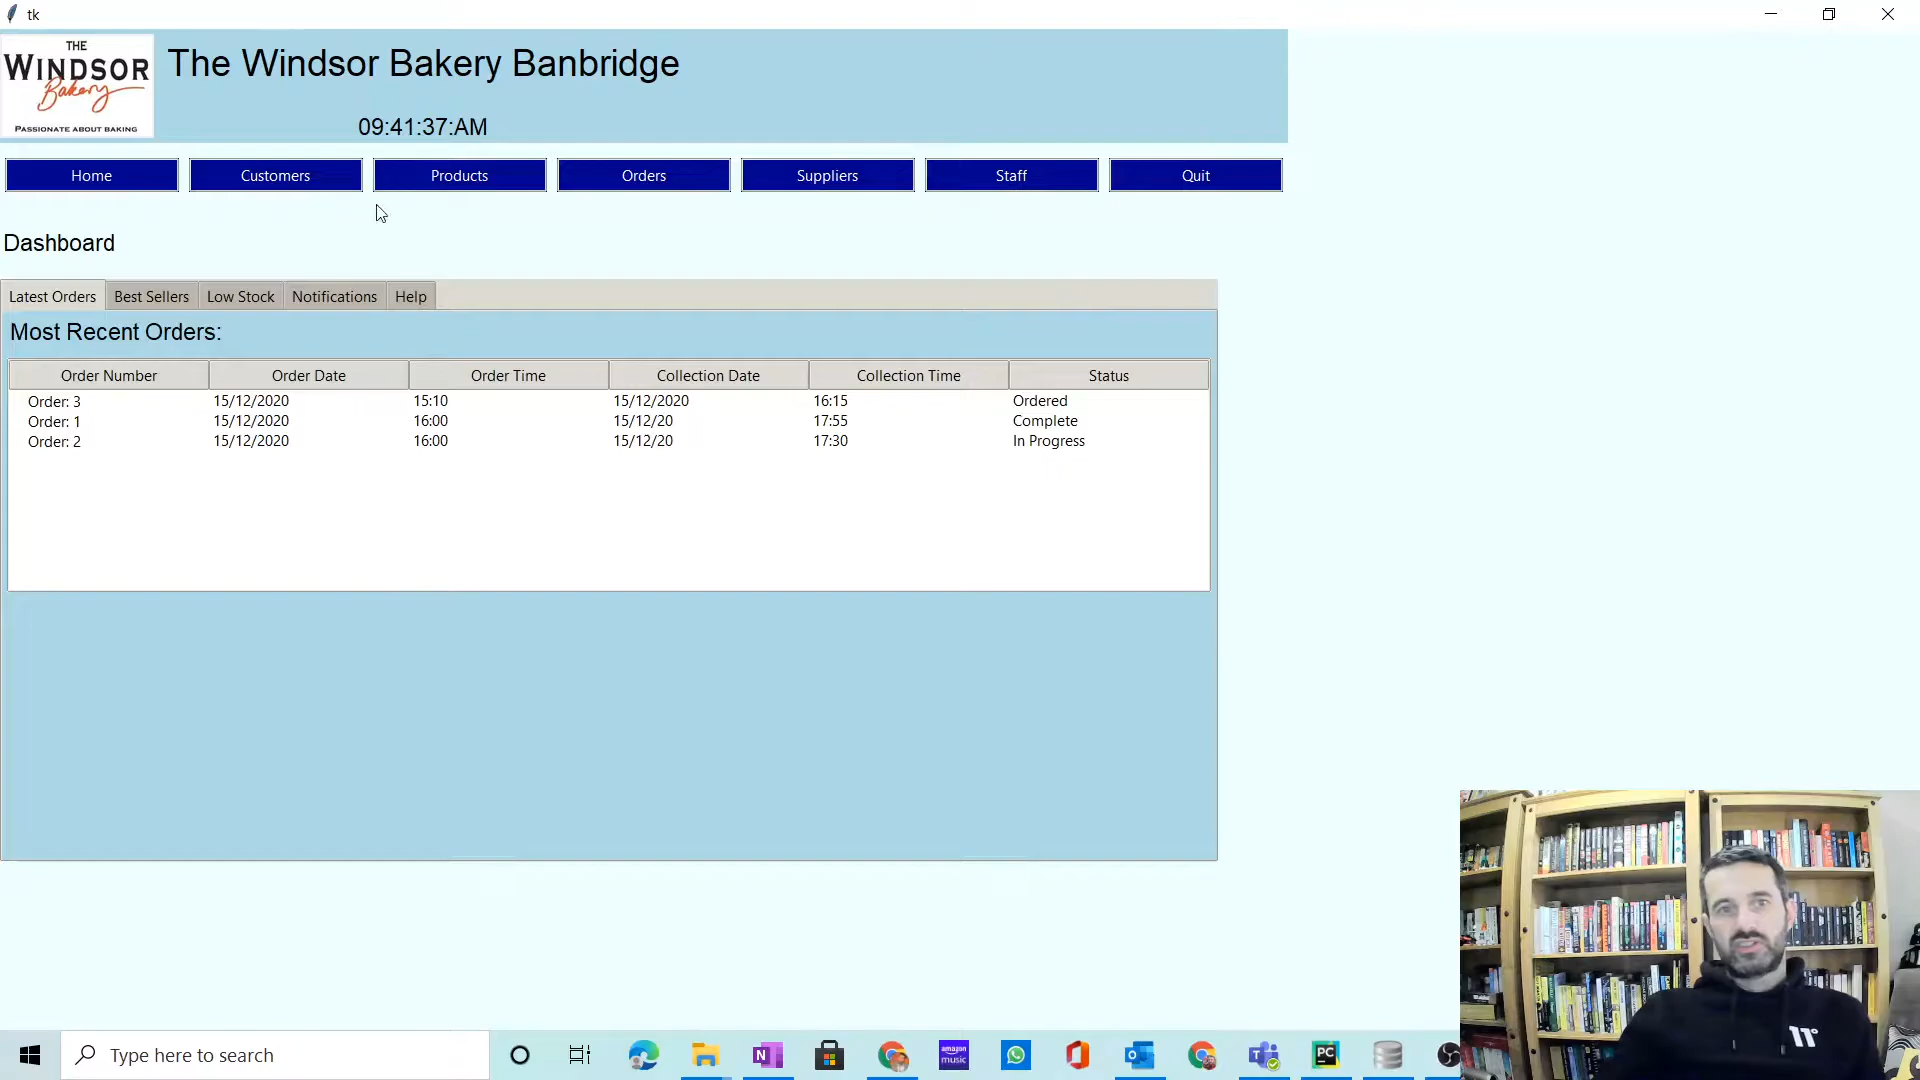 tk
THE
WINDSOR
Bakery
PASSIONATE ABOUT BAKING
The Windsor Bakery Banbridge
09:41:37:AM
Home Customers Products Orders Suppliers Staff Quit
Dashboard
Latest Orders Best Sellers Low Stock Notifications Help
Most Recent Orders:
Order Number Order Date Order Time Collection Date Collection Time Status
Order: 3 15/12/2020 15:10 15/12/2020 16:15 Ordered
Order: 1 15/12/2020 16:00 15/12/20 17:55 Complete
Order: 2 15/12/2020 16:00 15/12/20 17:30 In Progress
Type here to search
N
amazon music
PC